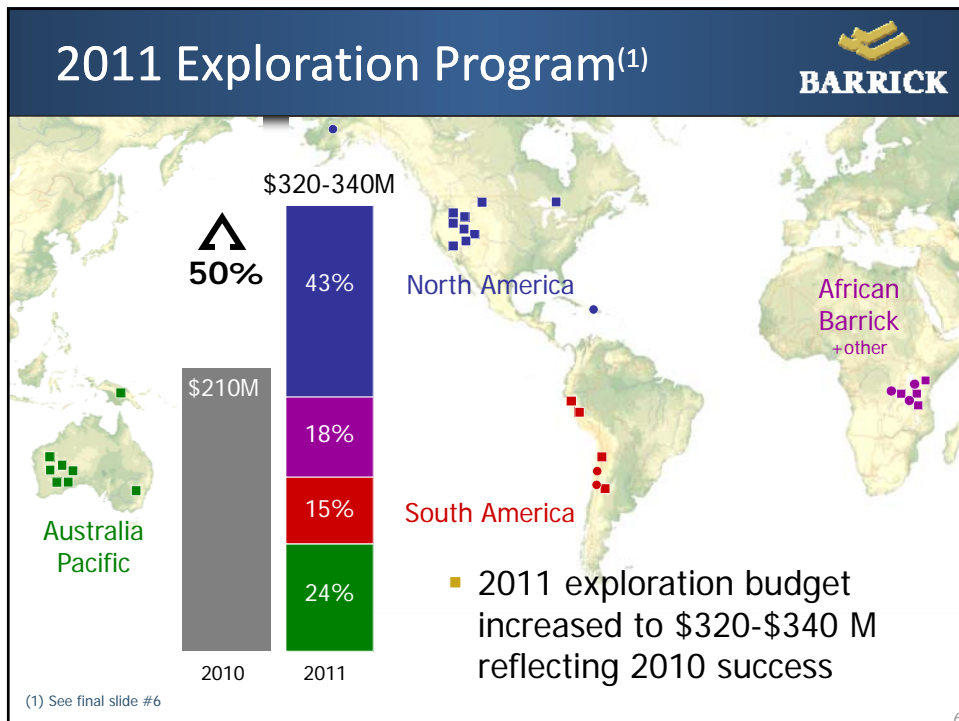 2011 Exploration Program(1)
BARRICK
$320-340M
50%
43%
North America
African
Barrick
+other
$210M
18%
15%
South America
Australia
Pacific
24%
▪ 2011 exploration budget
increased to $320-$340 M
reflecting 2010 success
2010
2011
(1) See final slide #6
6